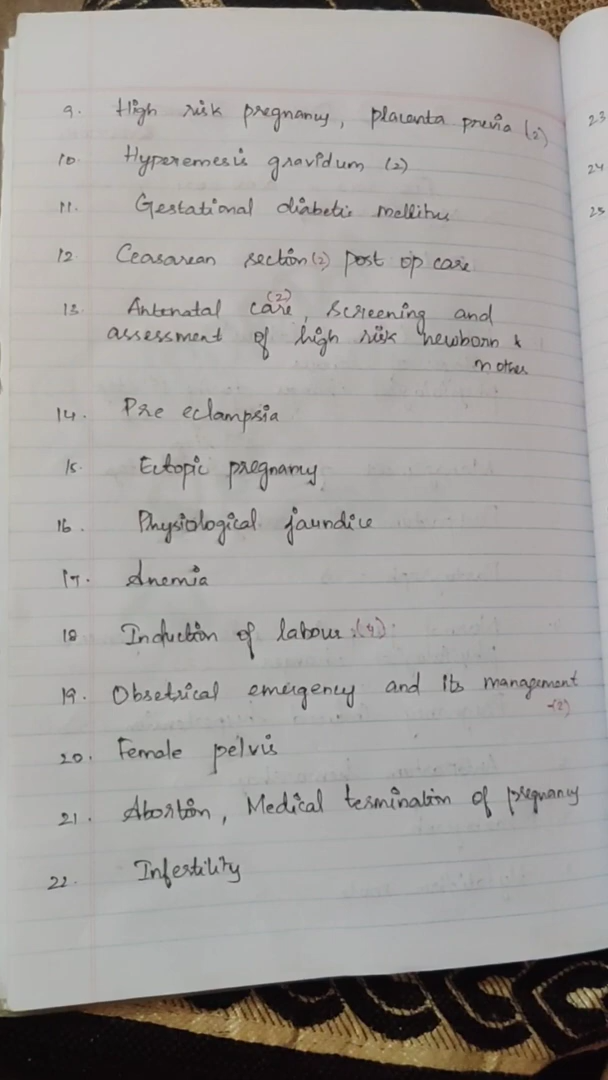 9. High risk pregnancy, placenta previa (2)
10. Hyperemesis gravidum (2)
11. Gestational diabetis mellitus
12. Ceasarean section (2) post op care
13. Antenatal care (2), screening and
assessment of high risk newborn &
mother
14. Pre eclampsia
15. Ectopic pregnancy
16. Physiological jaundice
17. Anemia
18 Induction of labour (4)
19. Obsetrical emergency and its management
-(2)
20. Female pelvis
21. Abortion, Medical termination of pregnancy
22. Infertility
23
24
25